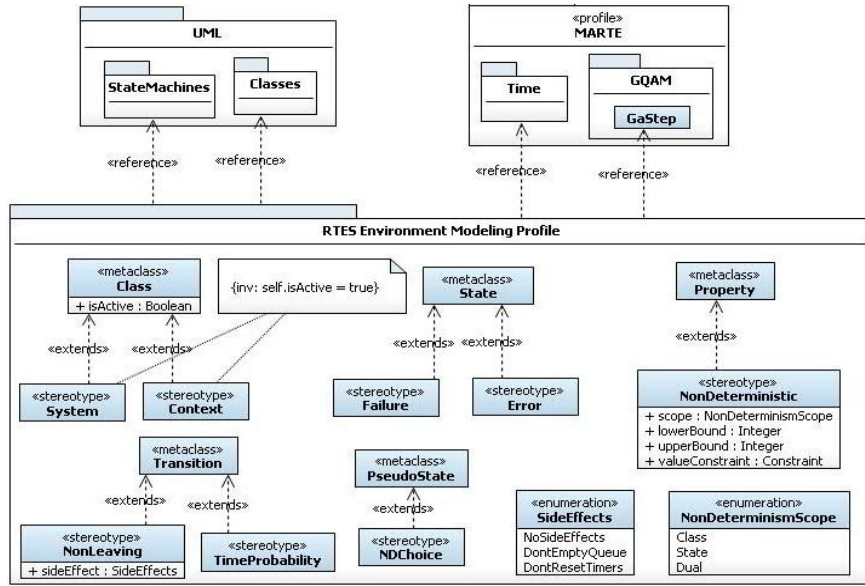 UML
StateMachines
Classes
«profile»
MARTE
Time
GQAM
GaStep
«reference»
«reference»
«reference»
«reference»
RTES Environment Modeling Profile
«metaclass»
Class
+ isActive : Boolean
{inv: self.isActive = true}
«metaclass»
State
«metaclass»
Property
«extends»
«extends»
«extends»
«extends»
«extends»
«stereotype»
System
«stereotype»
Context
«stereotype»
Failure
«stereotype»
Error
«stereotype»
NonDeterministic
+ scope : NonDeterminismScope
+ lowerBound : Integer
+ upperBound : Integer
+ valueConstraint : Constraint
«metaclass»
Transition
«metaclass»
PseudoState
«extends»
«extends»
«extends»
«stereotype»
NonLeaving
+ sideEffect : SideEffects
«stereotype»
TimeProbability
«stereotype»
NDChoice
«enumeration»
SideEffects
NoSideEffects
DontEmptyQueue
DontResetTimers
«enumeration»
NonDeterminismScope
Class
State
Dual